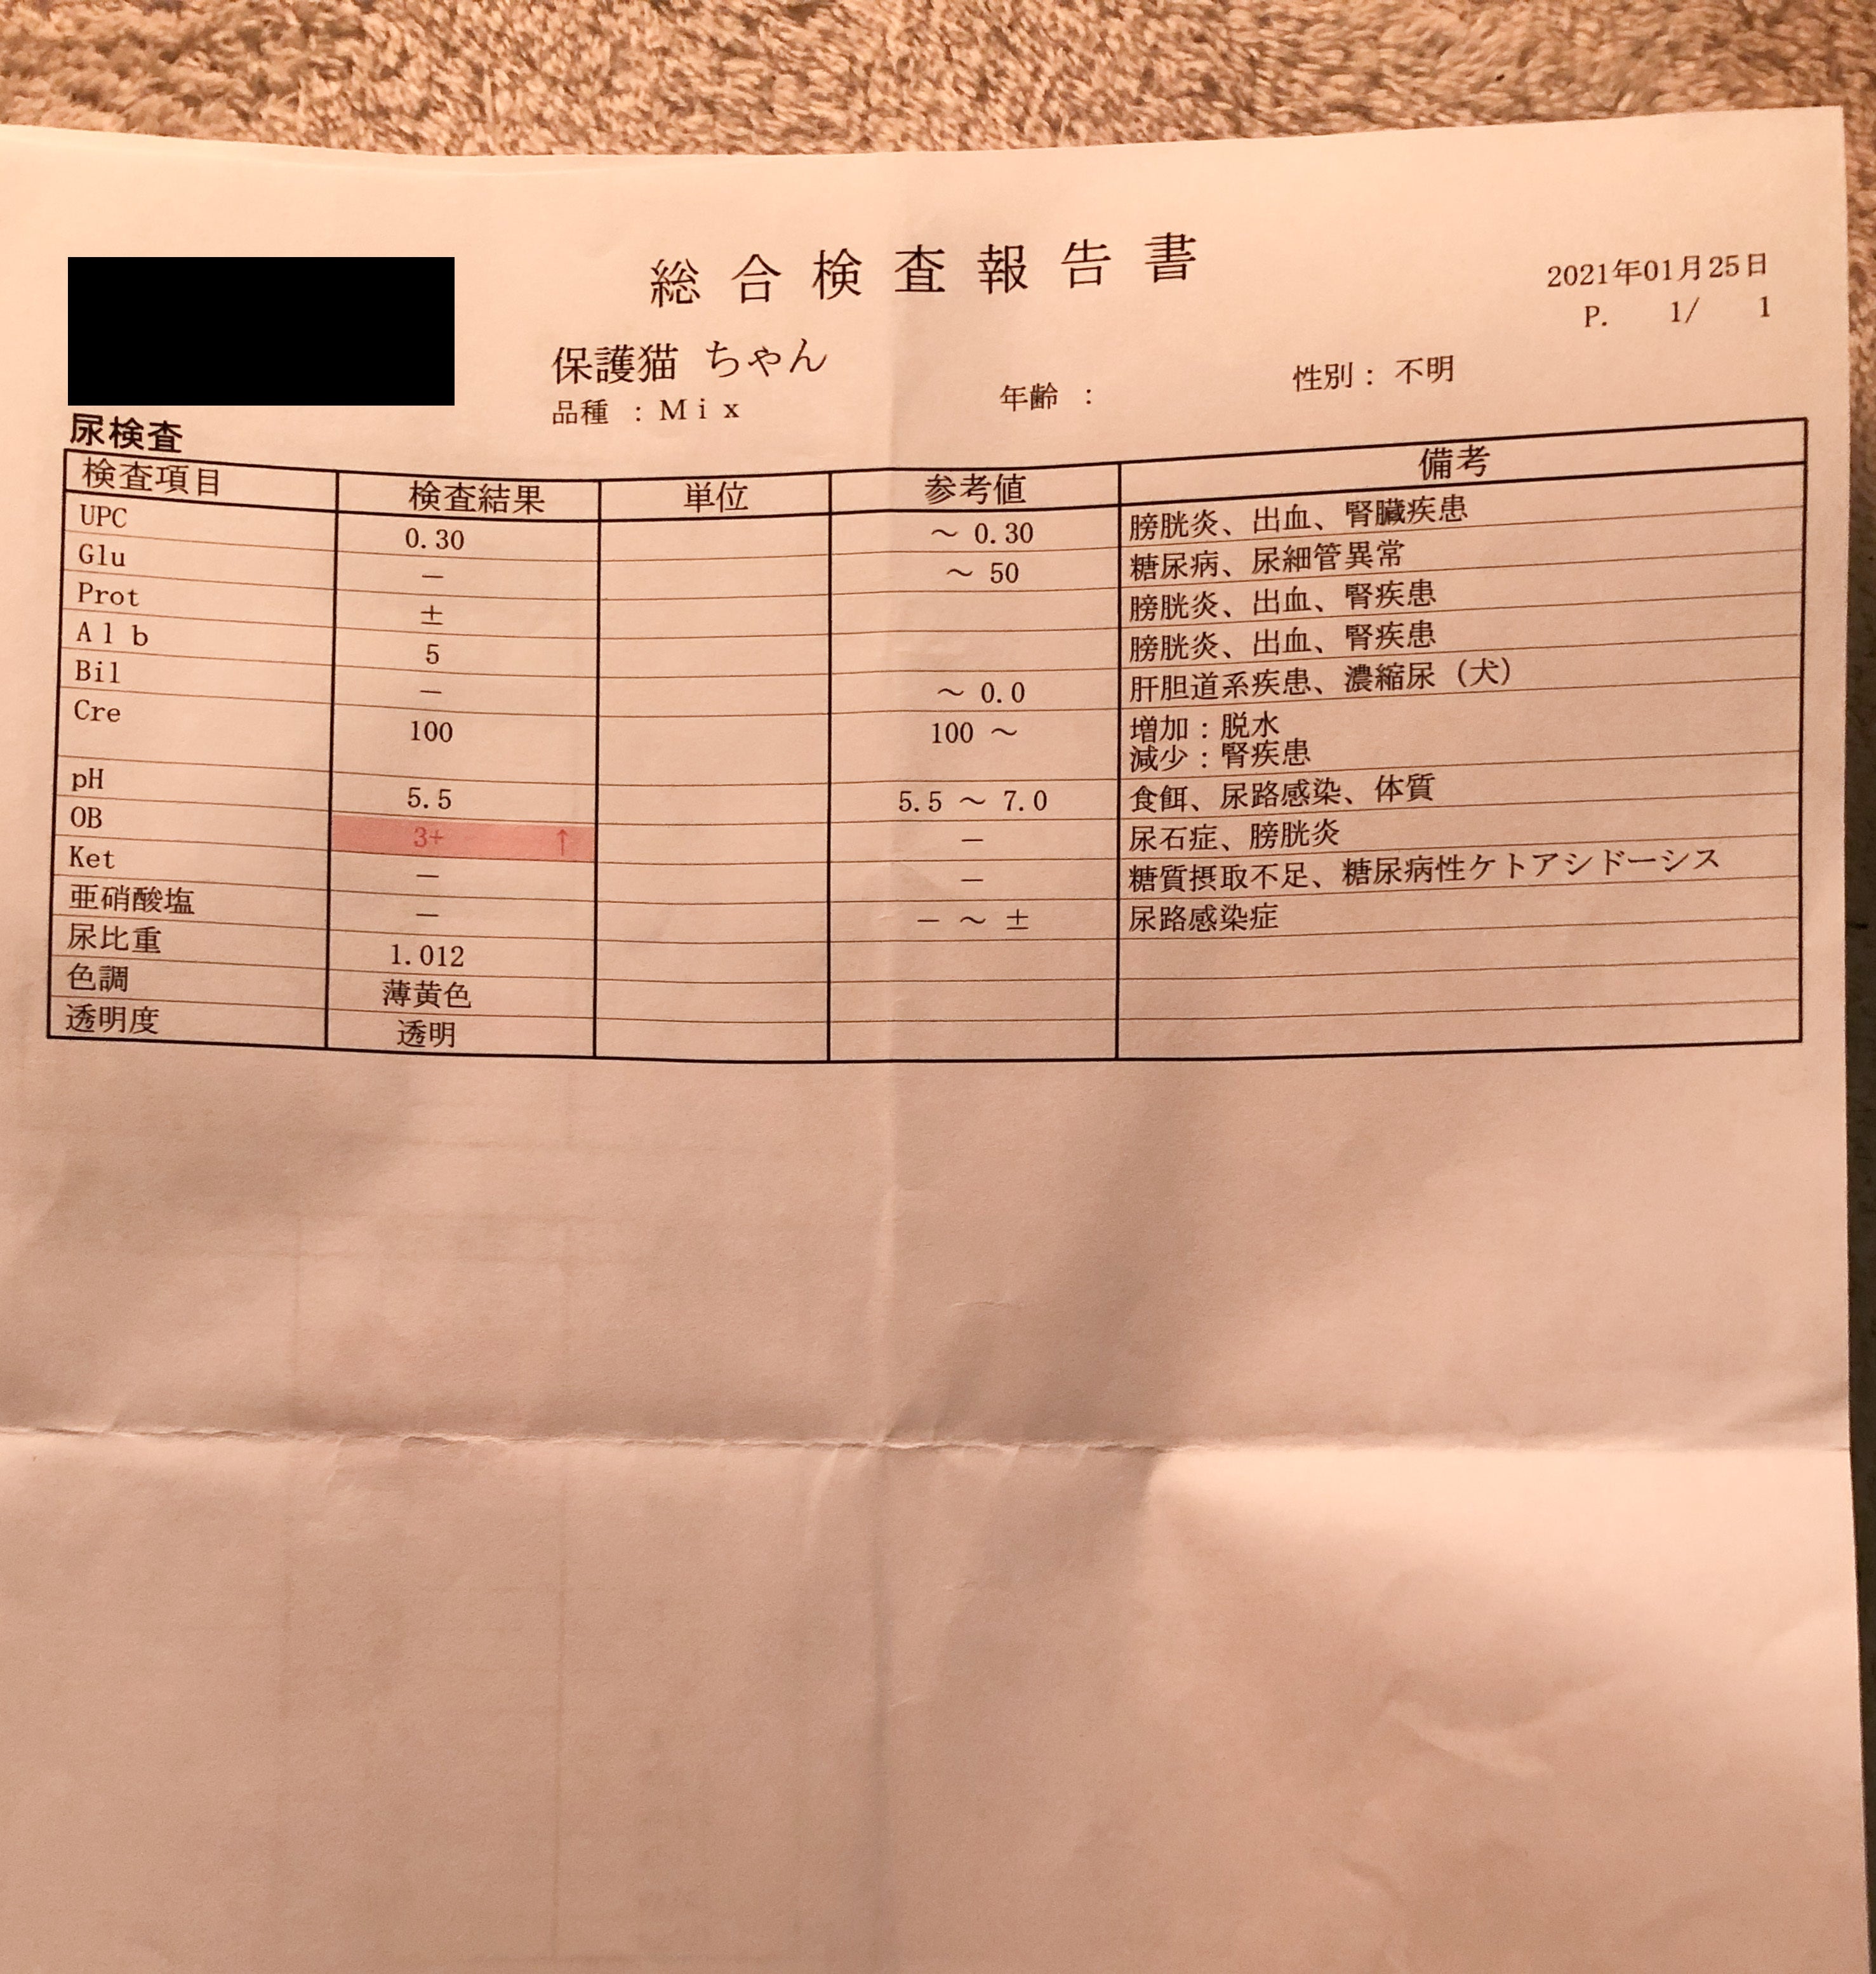 総合検査報告書
2021年01月25日
P. 1/ 1
保護猫 ちゃん
品種 : Mix
年齢 :
性別 : 不明
尿検査
検査項目 検査結果 単位 参考値 備考
UPC 0.30 ～ 0.30 膀胱炎、出血、腎臓疾患
Glu － ～ 50 糖尿病、尿細管異常
Prot ± 膀胱炎、出血、腎疾患
Alb 5 膀胱炎、出血、腎疾患
Bil － ～ 0.0 肝胆道系疾患、濃縮尿（犬）
Cre 100 100 ～ 増加：脱水
減少：腎疾患
pH 5.5 5.5 ～ 7.0 食餌、尿路感染、体質
OB 3+ ↑ － 尿石症、膀胱炎
Ket － － 糖質摂取不足、糖尿病性ケトアシドーシス
亜硝酸塩 － － ～ ± 尿路感染症
尿比重 1.012
色調 薄黄色
透明度 透明